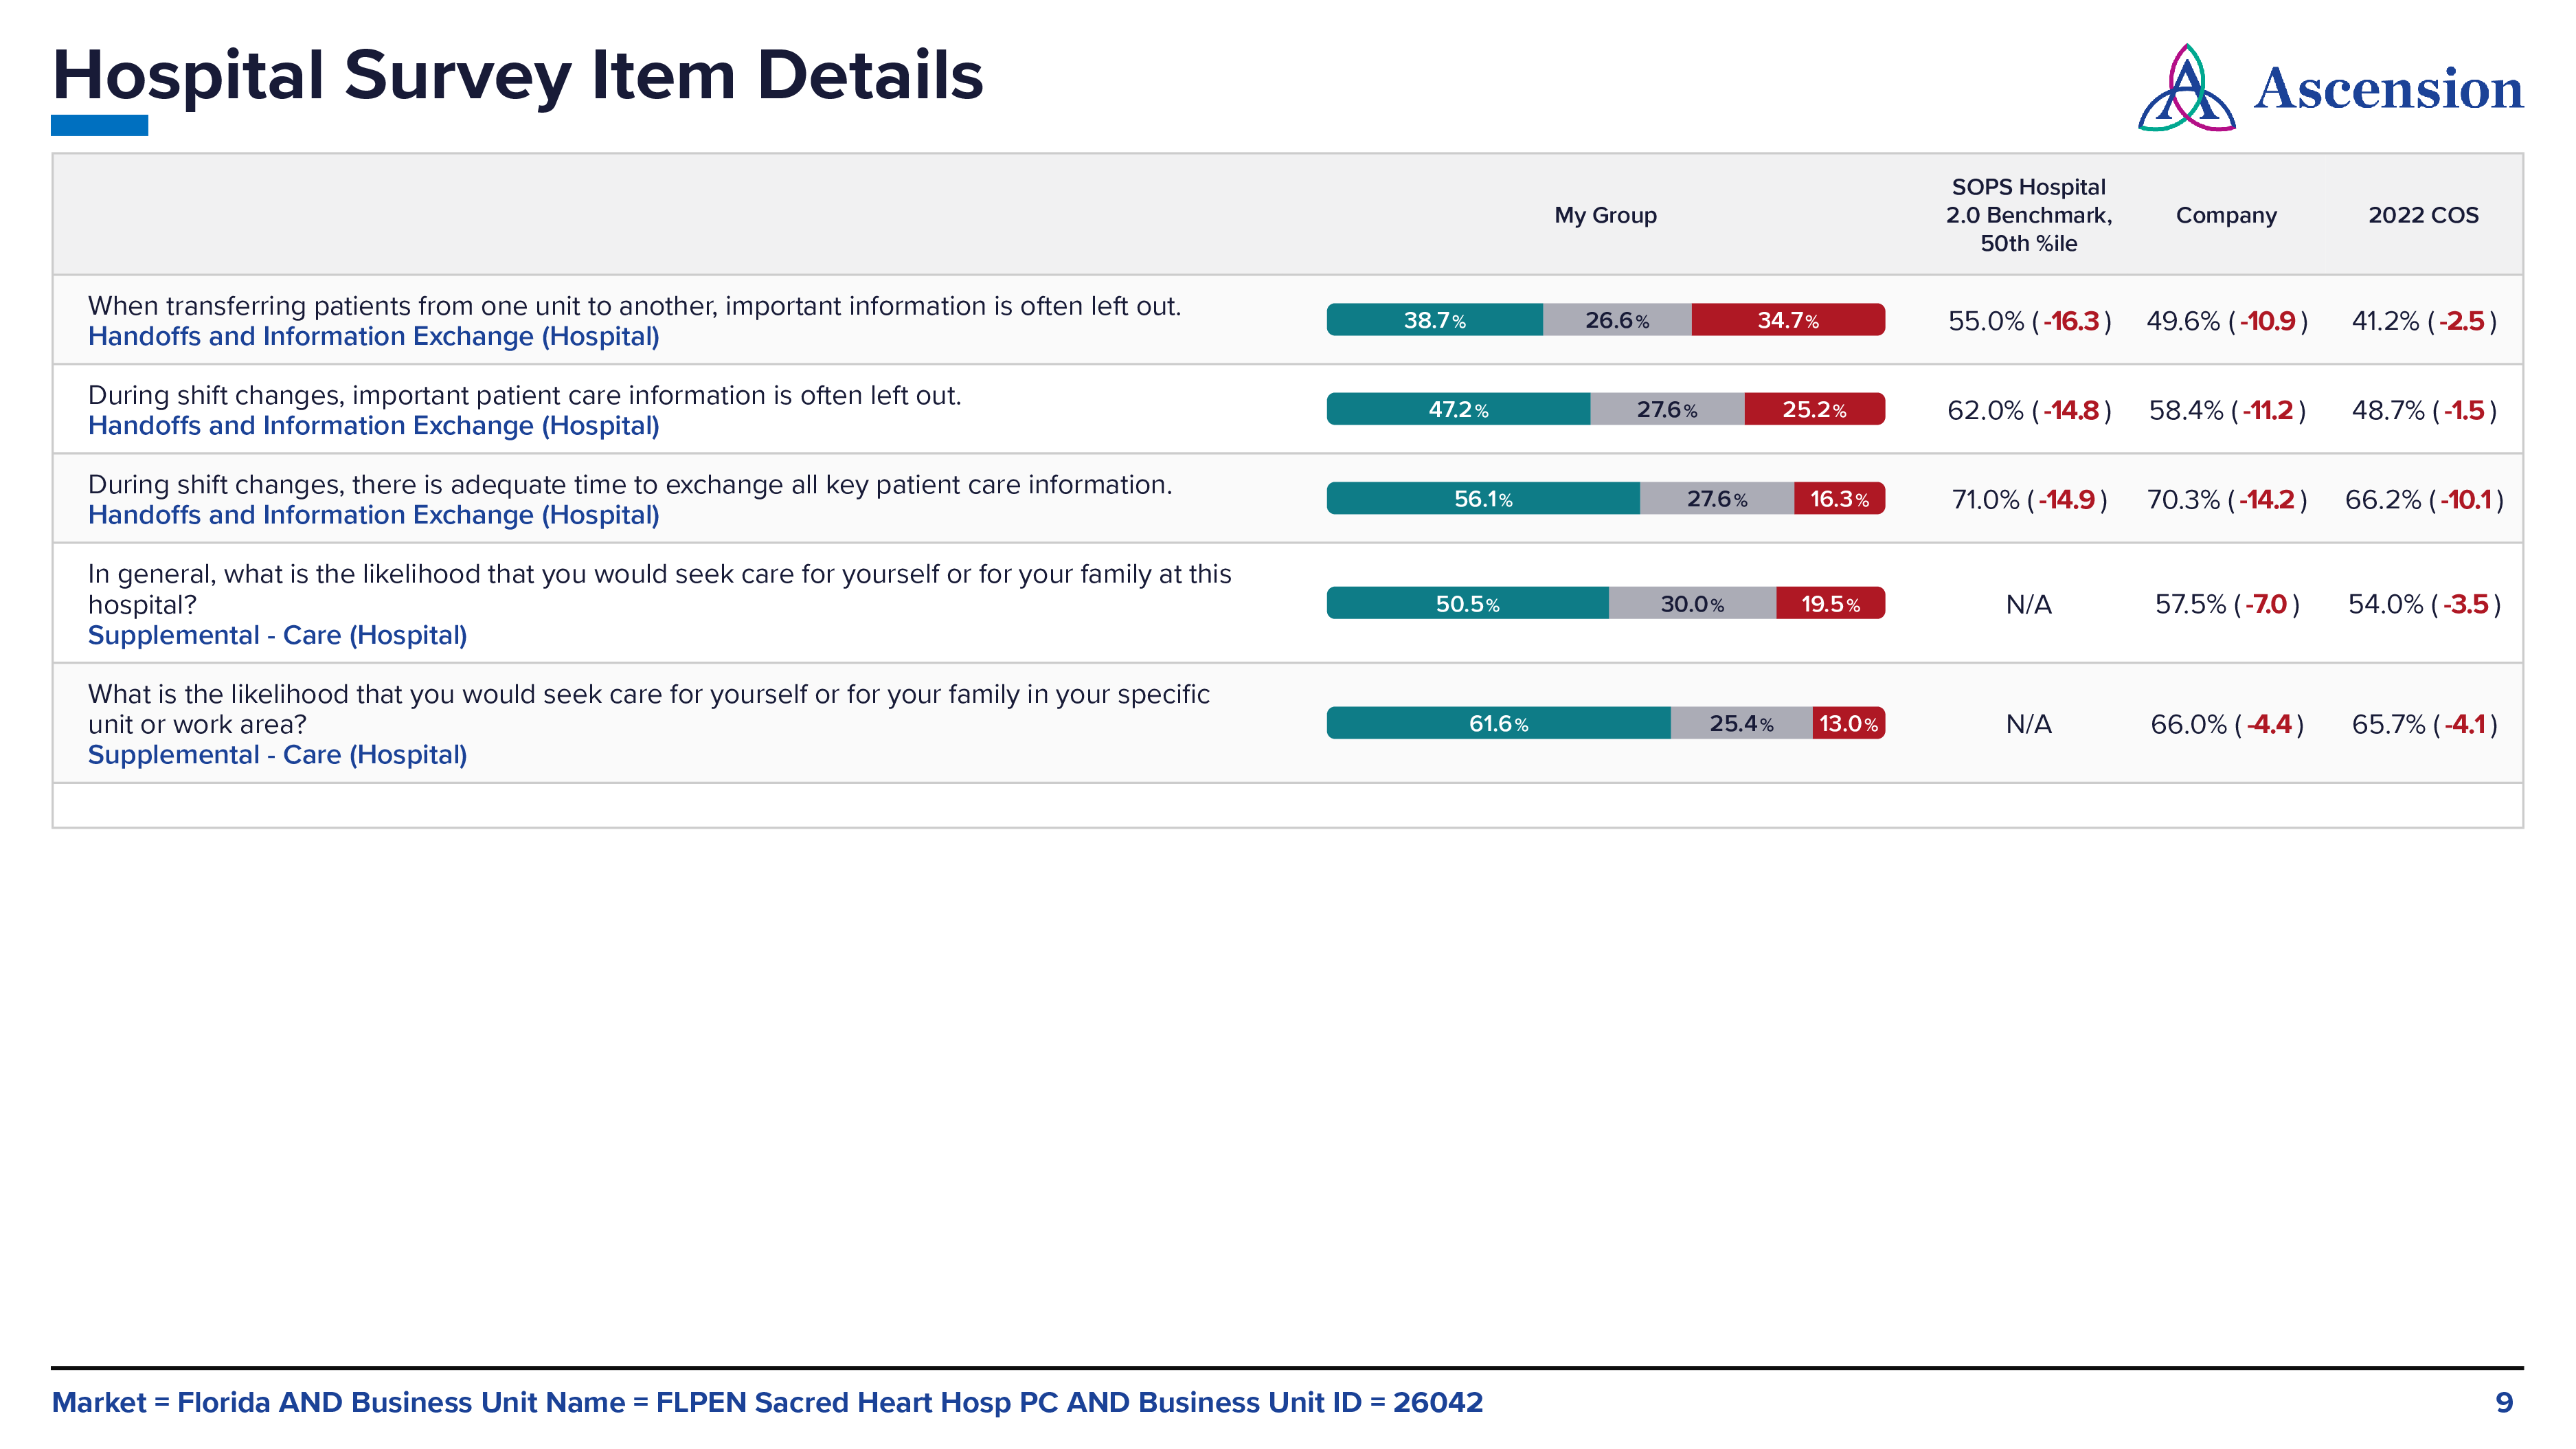 Hospital Survey Item Details
Ascension
My Group
SOPS Hospital
2.0 Benchmark,
50th %ile
Company
2022 COS
When transferring patients from one unit to another, important information is often left out.
Handoffs and Information Exchange (Hospital)
38.7% 26.6% 34.7% 55.0% (-16.3) 49.6% (-10.9) 41.2% (-2.5)
During shift changes, important patient care information is often left out.
Handoffs and Information Exchange (Hospital)
47.2% 27.6% 25.2% 62.0% (-14.8) 58.4% (-11.2) 48.7% (-1.5)
During shift changes, there is adequate time to exchange all key patient care information.
Handoffs and Information Exchange (Hospital)
56.1% 27.6% 16.3% 71.0% (-14.9) 70.3% (-14.2) 66.2% (-10.1)
In general, what is the likelihood that you would seek care for yourself or for your family at this
hospital?
Supplemental - Care (Hospital)
50.5% 30.0% 19.5% N/A 57.5% (-7.0) 54.0% (-3.5)
What is the likelihood that you would seek care for yourself or for your family in your specific
unit or work area?
Supplemental - Care (Hospital)
61.6% 25.4% 13.0% N/A 66.0% (-4.4) 65.7% (-4.1)
Market = Florida AND Business Unit Name = FLPEN Sacred Heart Hosp PC AND Business Unit ID = 26042
9